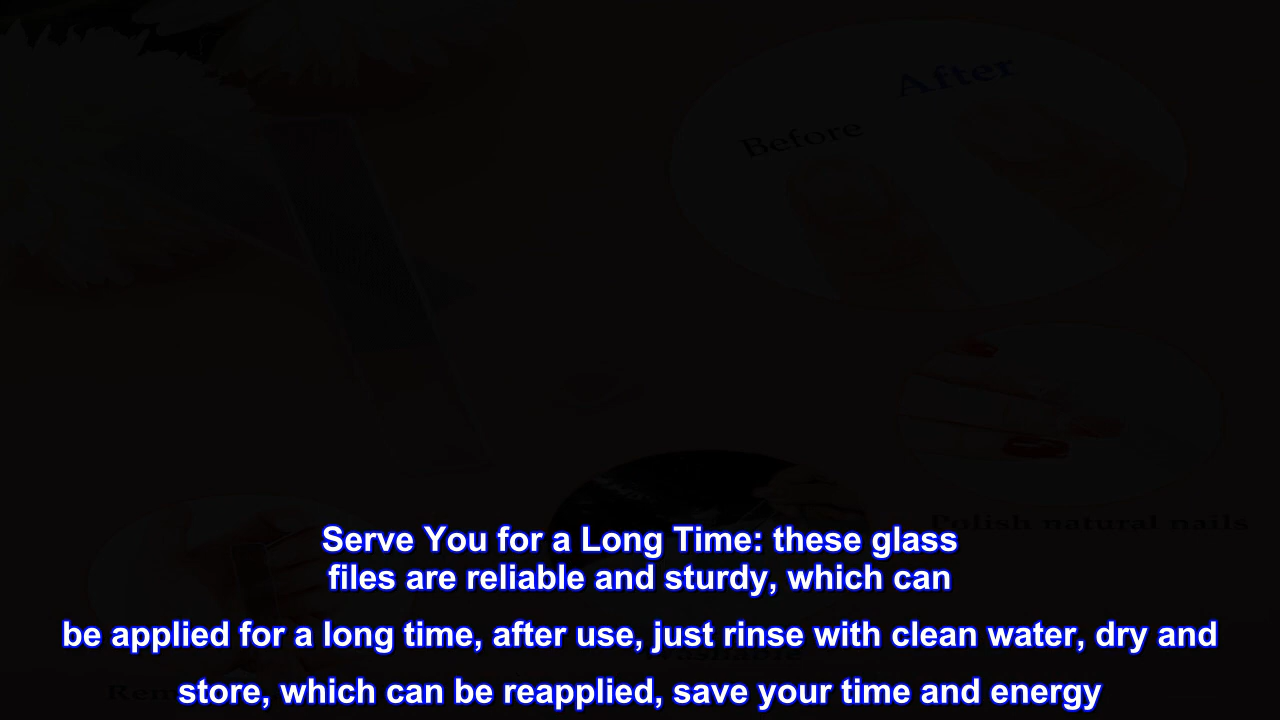 After
Before
Polish natural nails
Serve You for a Long Time: these glass
files are reliable and sturdy, which can
be applied for a long time, after use, just rinse with clean water, dry and
store, which can be reapplied, save your time and energy